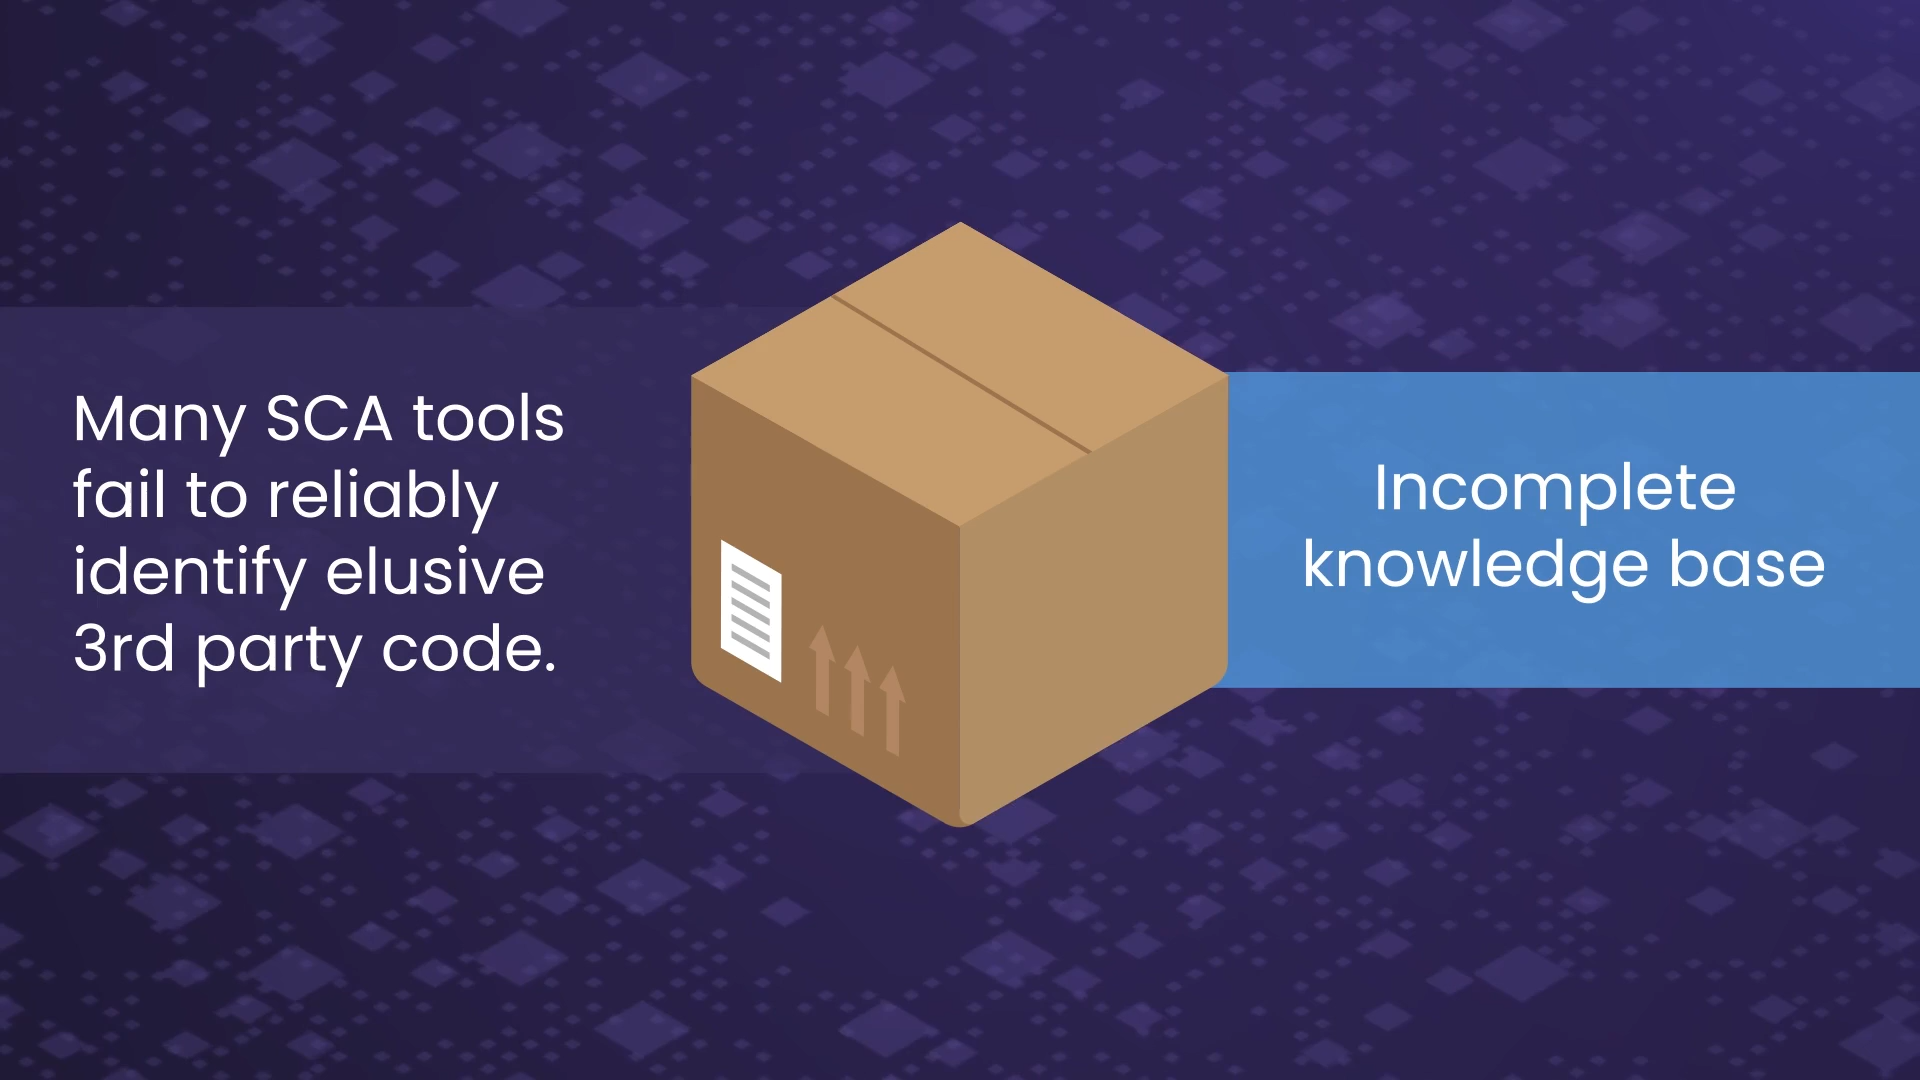 Many SCA tools
fail to reliably
identify elusive
3rd party code.
Incomplete
knowledge base